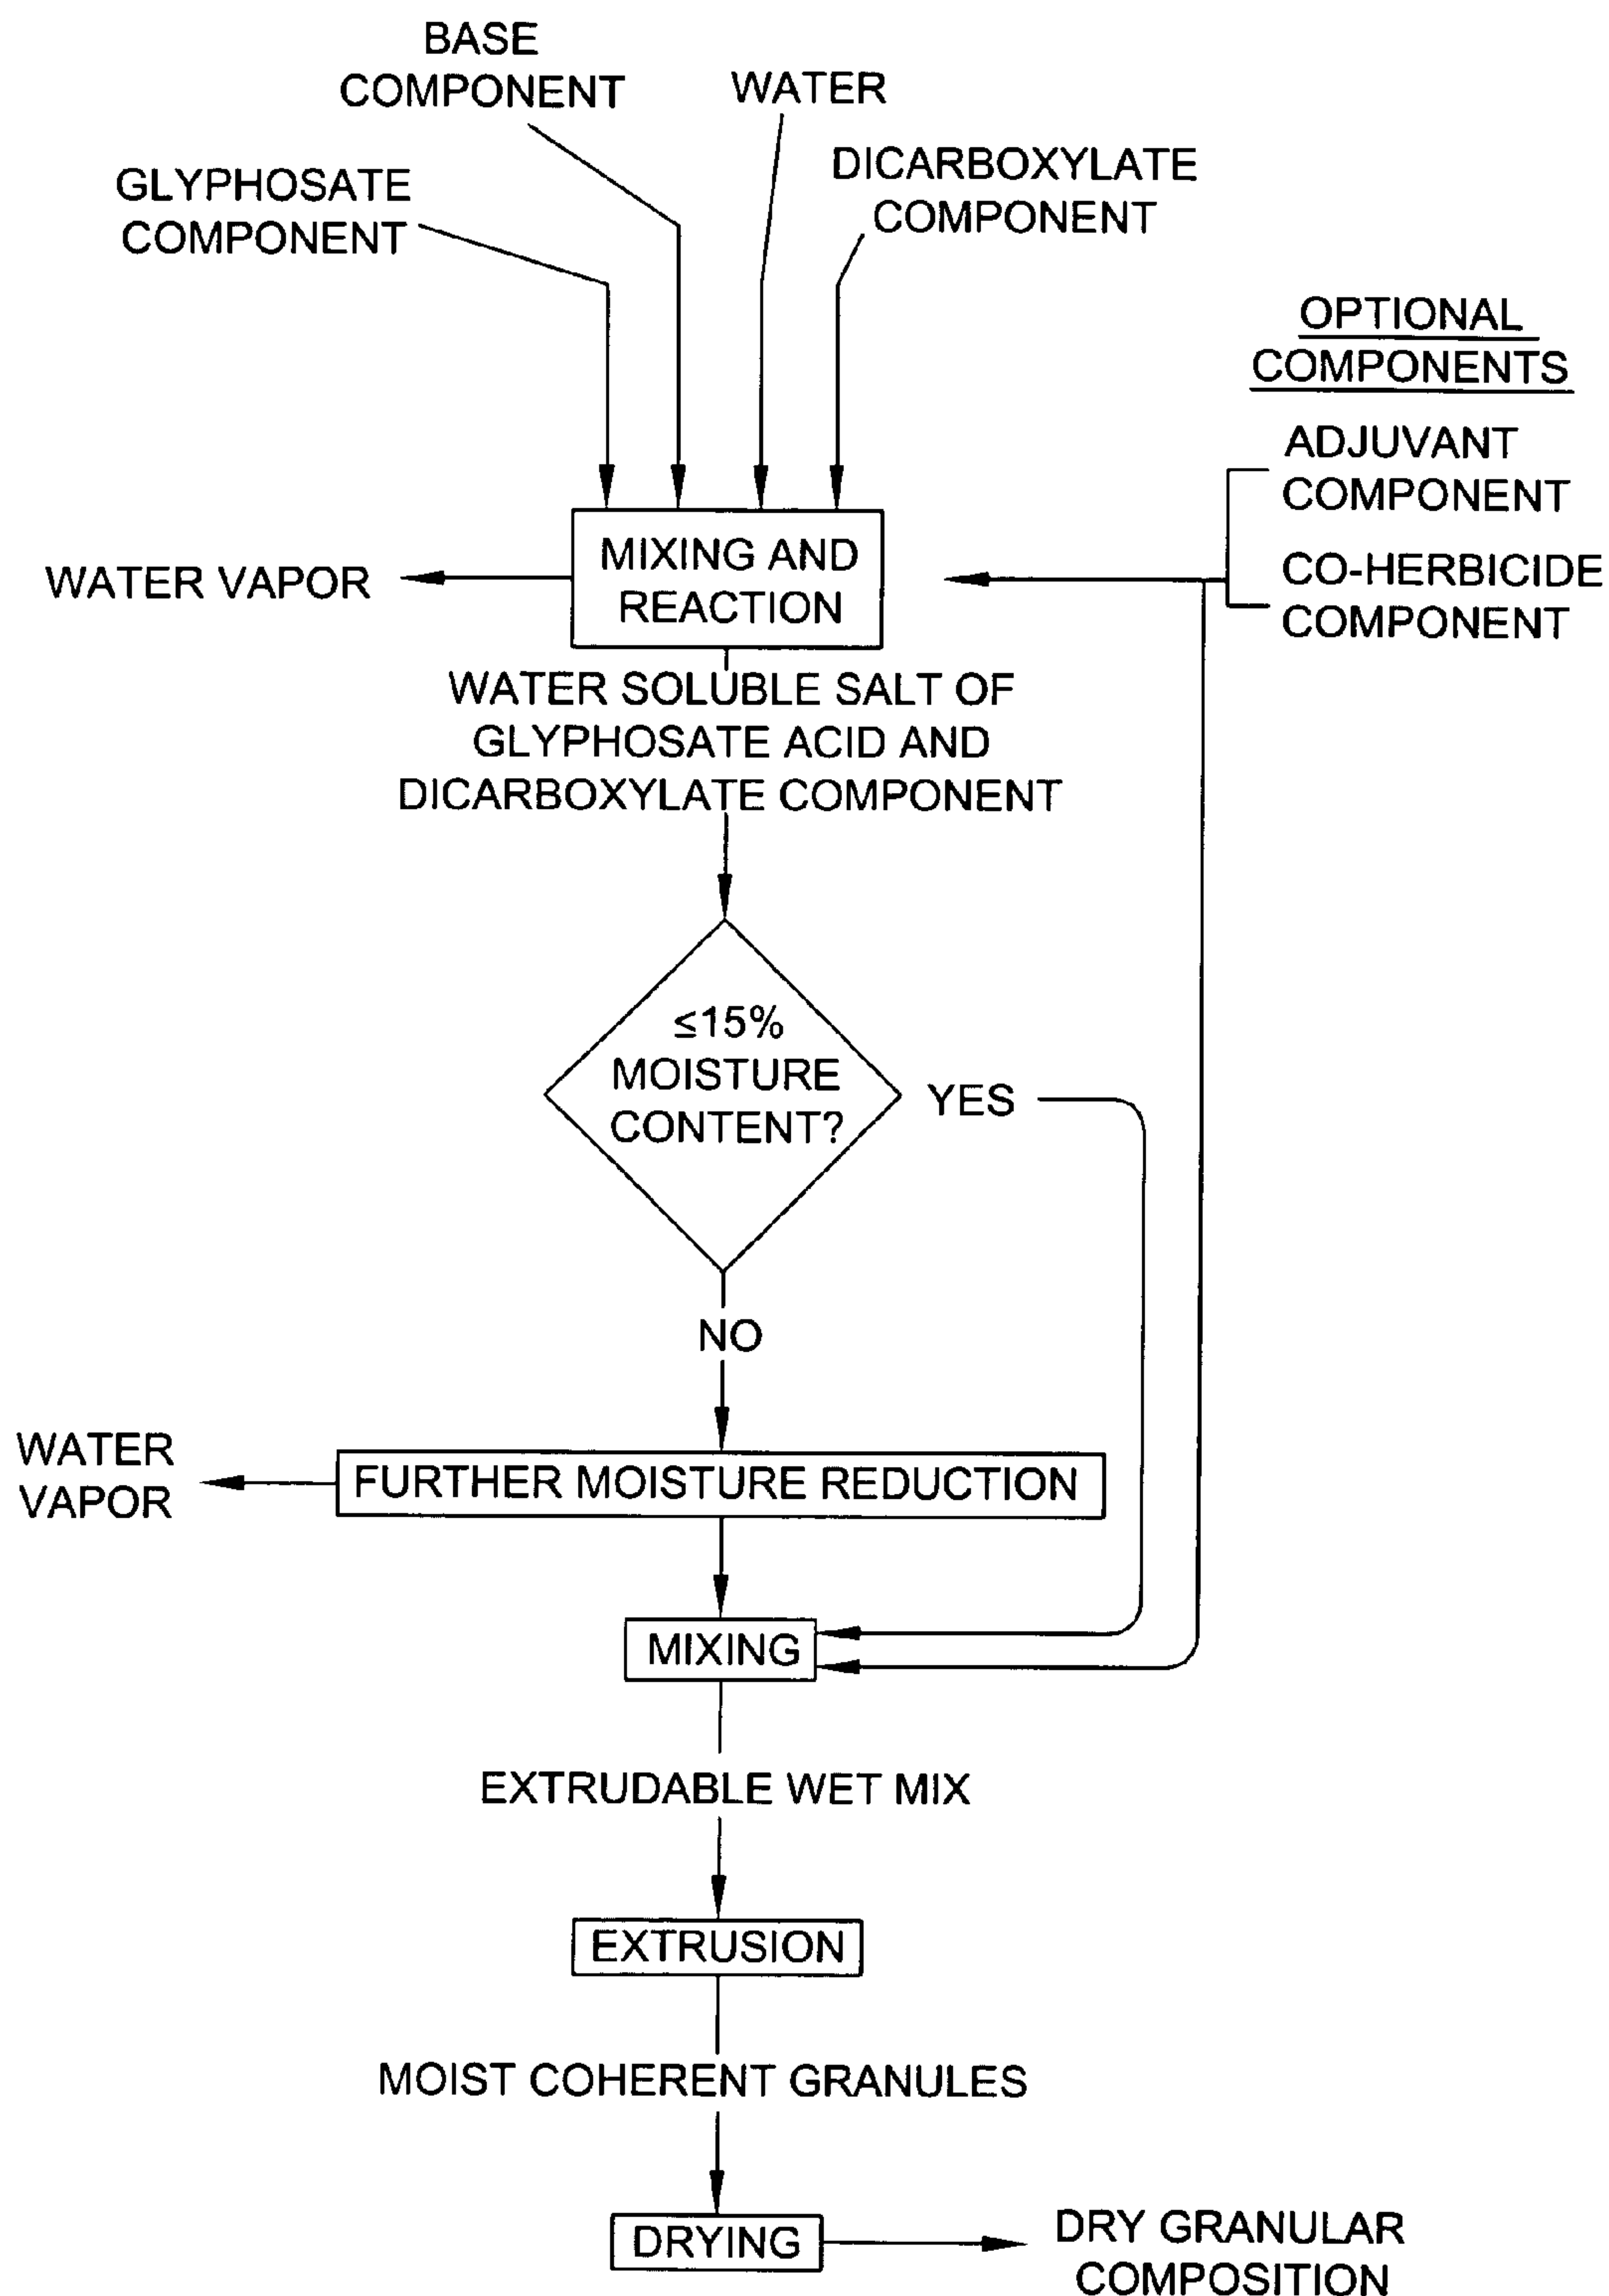 BASE
COMPONENT
WATER
DICARBOXYLATE
COMPONENT
GLYPHOSATE
COMPONENT
OPTIONAL
COMPONENTS
ADJUVANT
COMPONENT
CO-HERBICIDE
COMPONENT
MIXING AND
REACTION
WATER VAPOR
WATER SOLUBLE SALT OF
GLYPHOSATE ACID AND
DICARBOXYLATE COMPONENT
≤15%
MOISTURE
CONTENT?
YES
NO
WATER
VAPOR
FURTHER MOISTURE REDUCTION
MIXING
EXTRUDABLE WET MIX
EXTRUSION
MOIST COHERENT GRANULES
DRYING
DRY GRANULAR
COMPOSITION